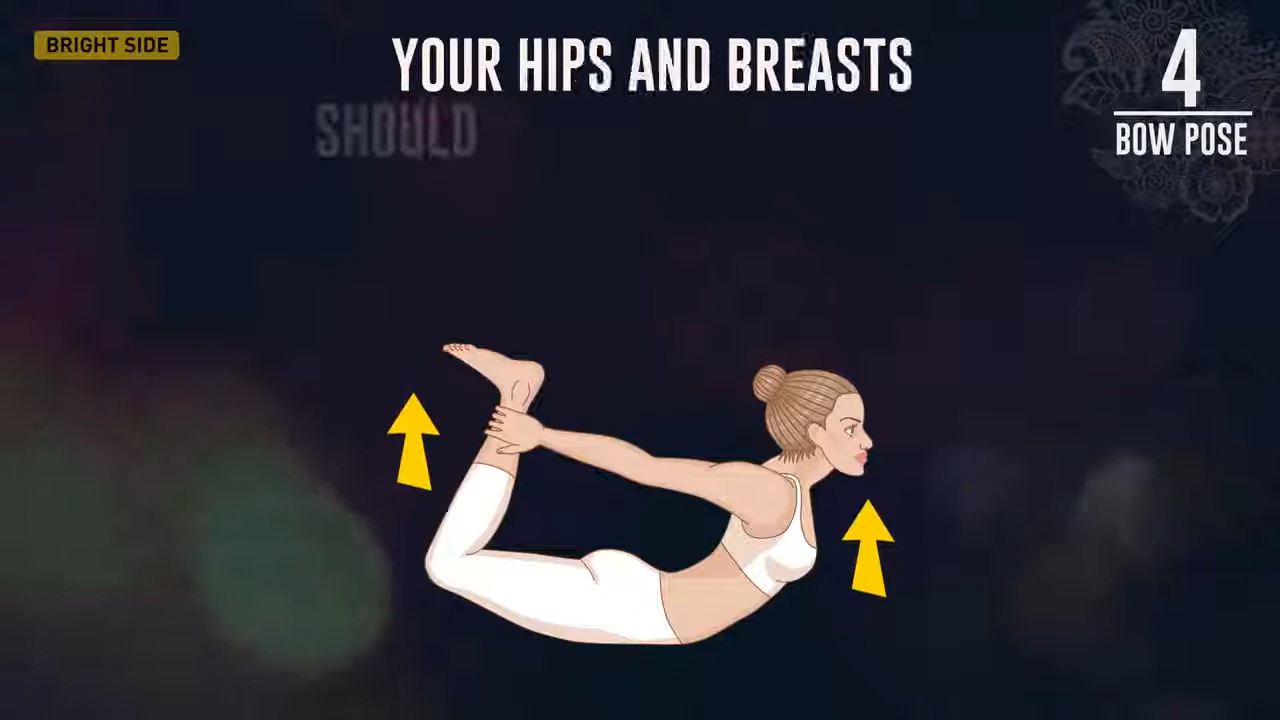 BRIGHT SIDE
YOUR HIPS AND BREASTS
SHOULD
4
BOW POSE